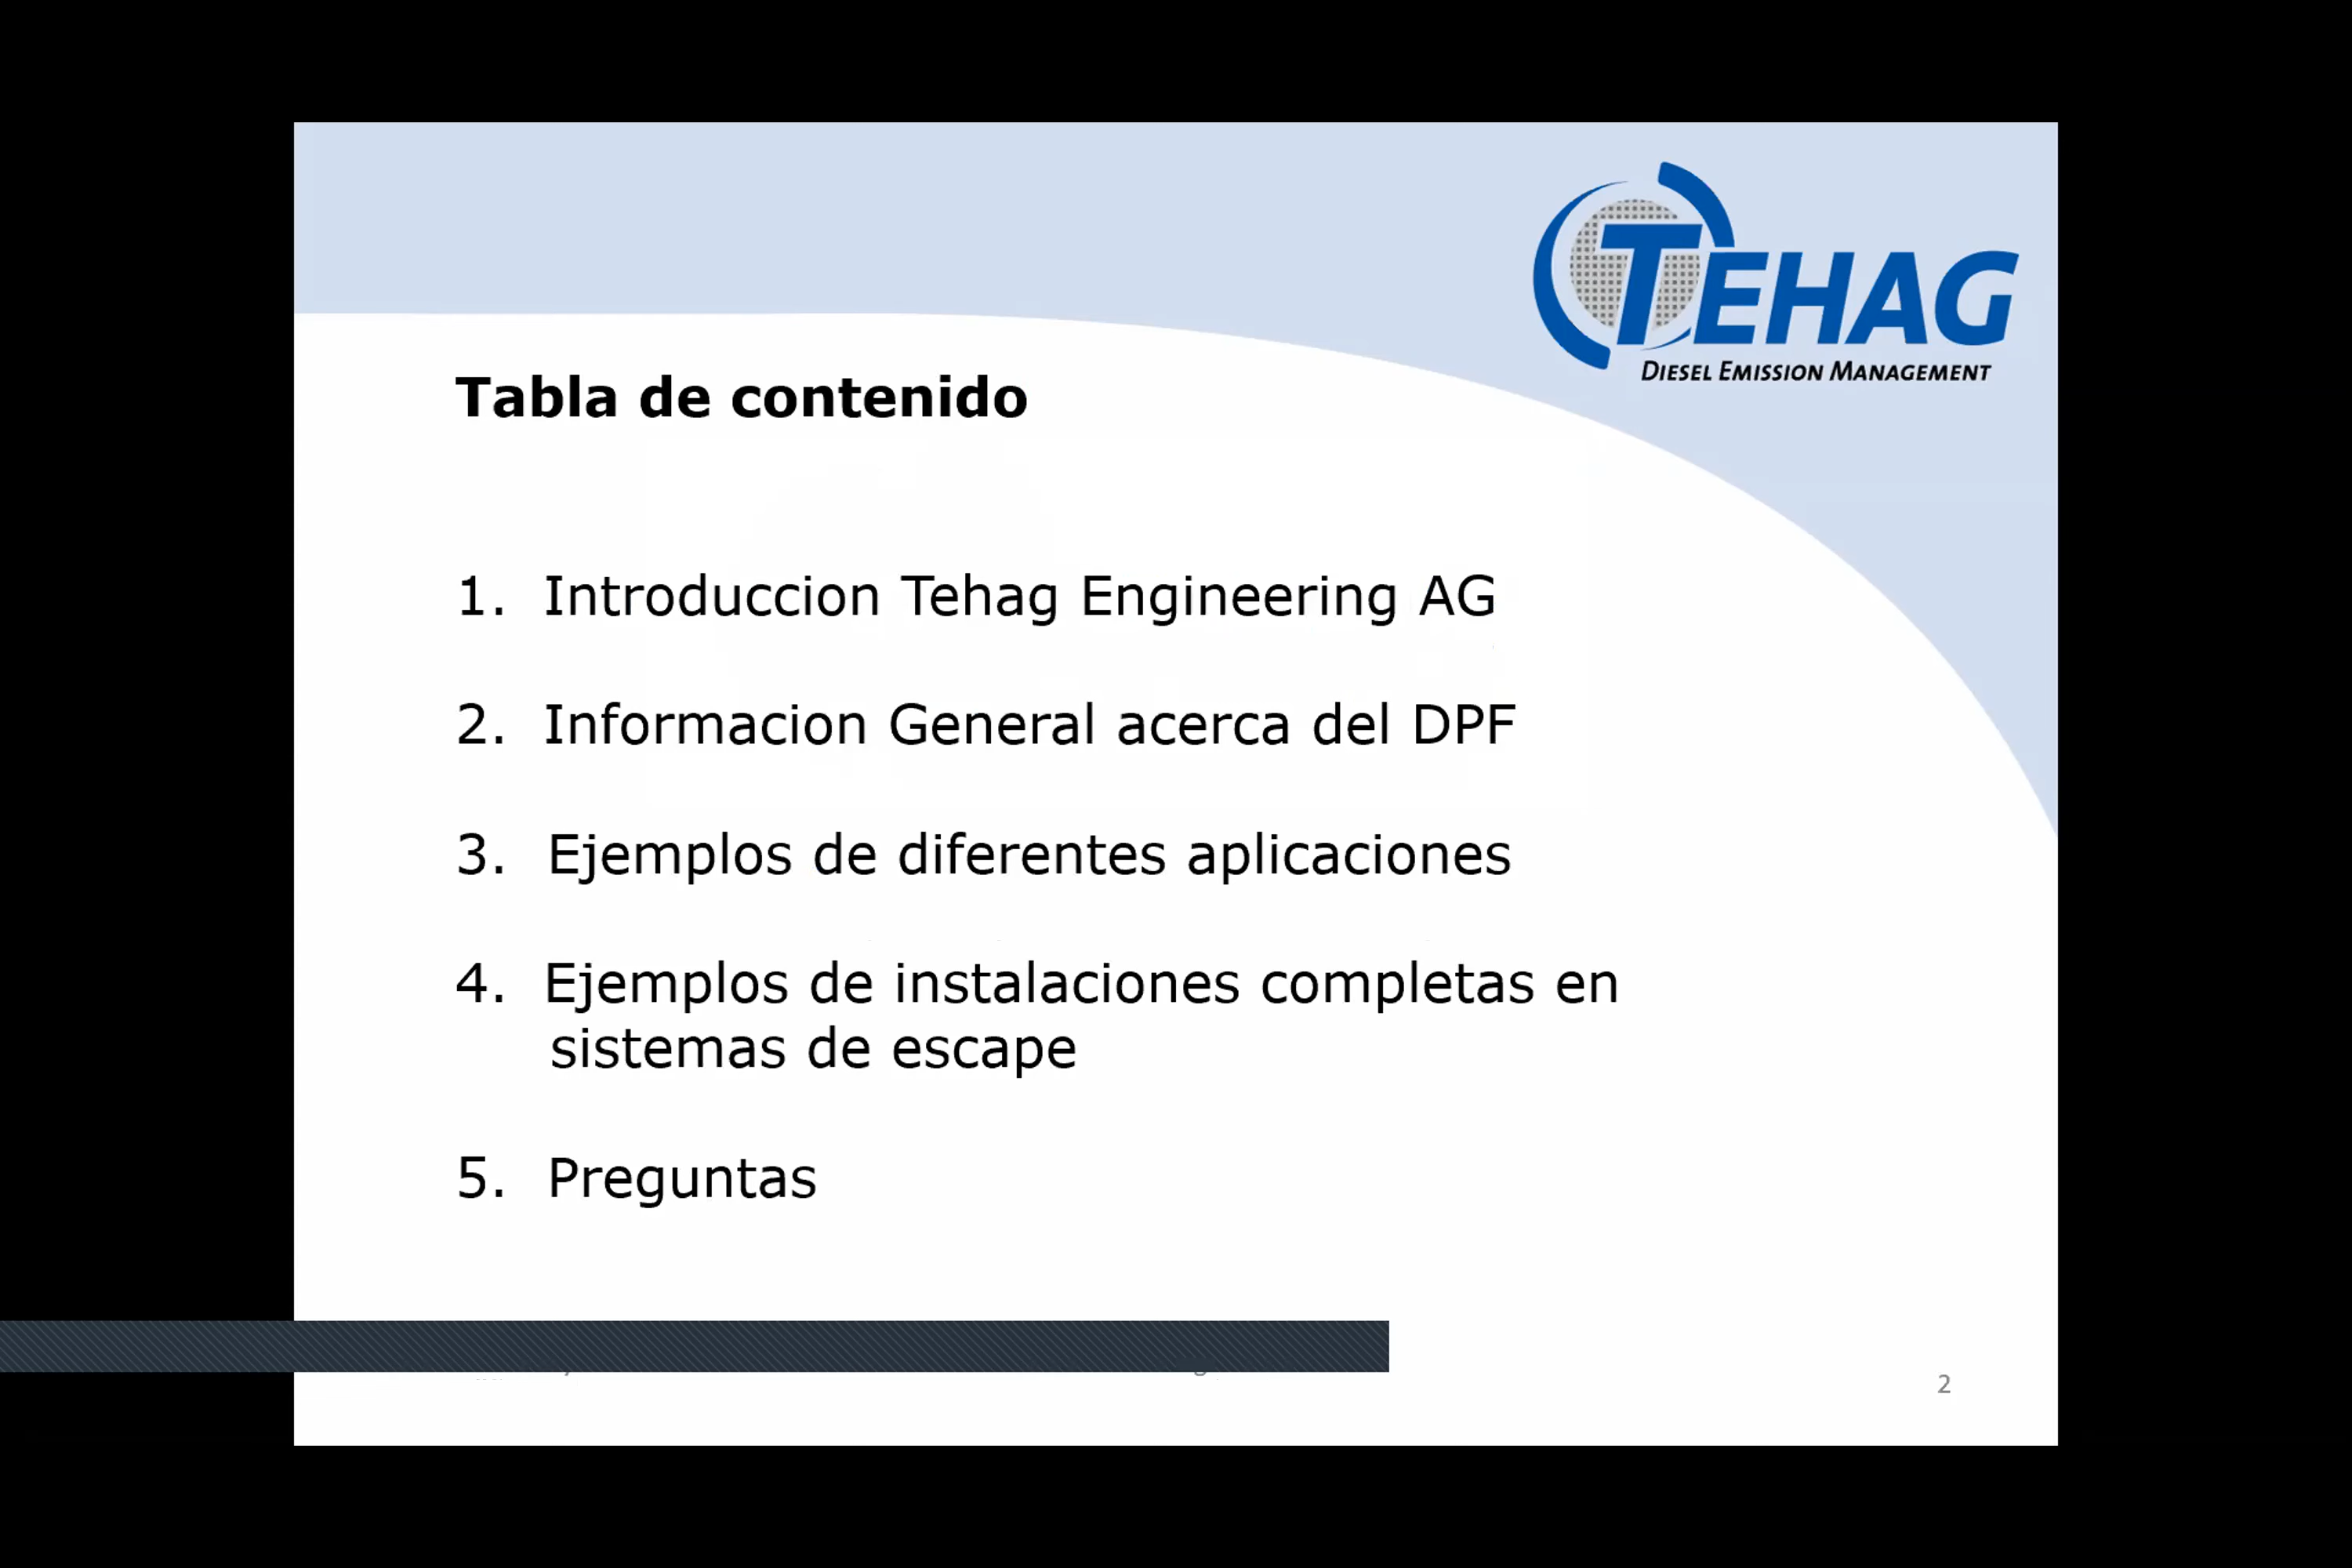 TEHAG
DIESEL EMISSION MANAGEMENT
Tabla de contenido
1. Introduccion Tehag Engineering AG
2. Informacion General acerca del DPF
3. Ejemplos de diferentes aplicaciones
4. Ejemplos de instalaciones completas en
sistemas de escape
5. Preguntas
2